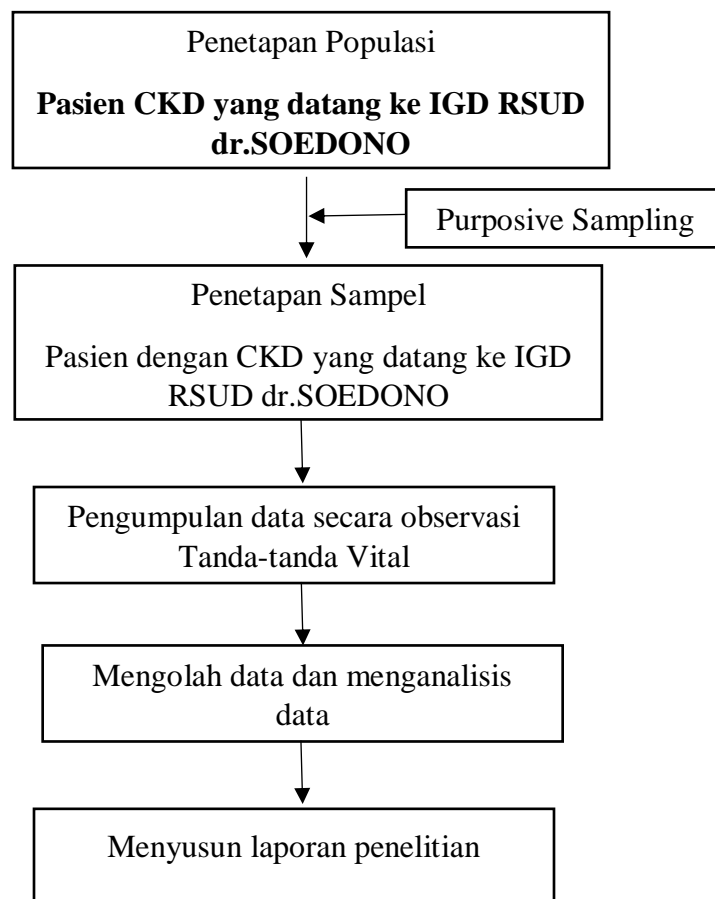 Penetapan Populasi
Pasien CKD yang datang ke IGD RSUD
dr.SOEDONO
Purposive Sampling
Penetapan Sampel
Pasien dengan CKD yang datang ke IGD
RSUD dr.SOEDONO
Pengumpulan data secara observasi
Tanda-tanda Vital
Mengolah data dan menganalisis
data
Menyusun laporan penelitian